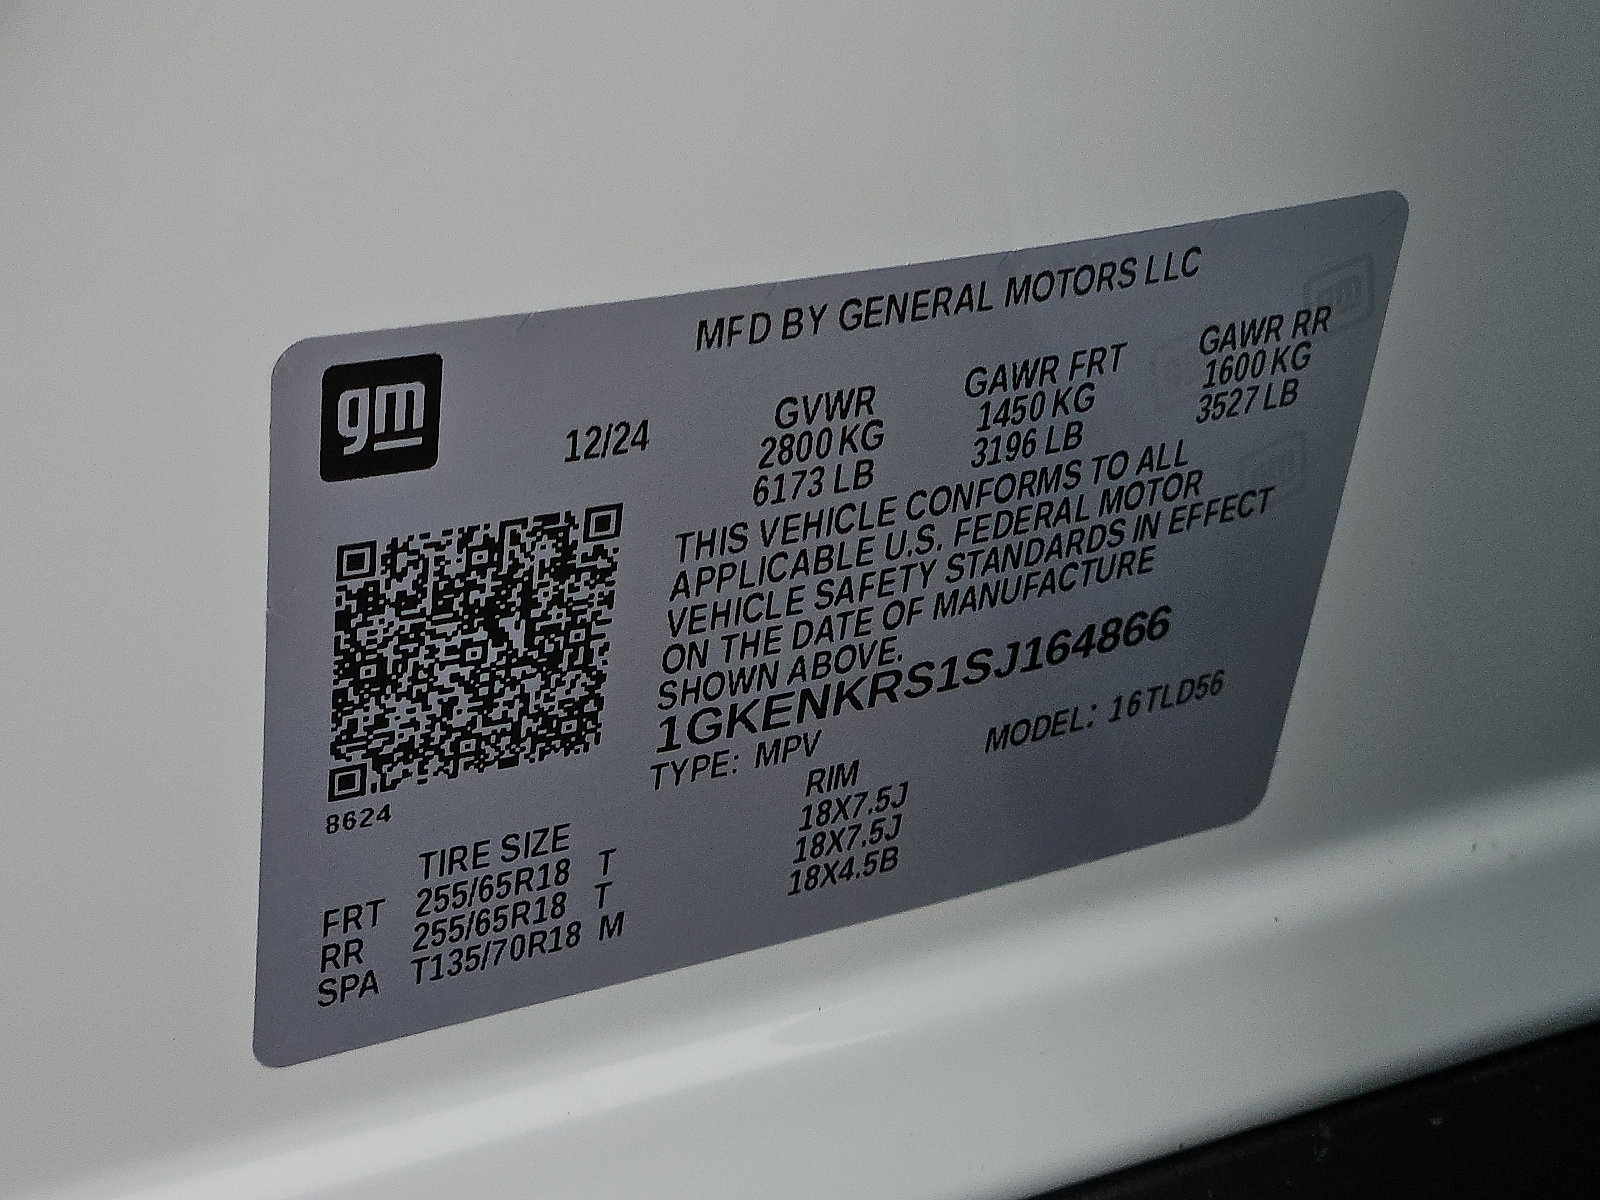 gm
MFD BY GENERAL MOTORS LLC
12/24
GVWR
2800 KG
6173 LB
GAWR FRT
1450 KG
3196 LB
GAWR RR
1600 KG
3527 LB
THIS VEHICLE CONFORMS TO ALL
APPLICABLE U.S. FEDERAL MOTOR
VEHICLE SAFETY STANDARDS IN EFFECT
ON THE DATE OF MANUFACTURE
SHOWN ABOVE.
1GKENKRS1SJ164866
TYPE: MPV MODEL: 16TLD56
8624
TIRE SIZE RIM
FRT 255/65R18 T 18X7.5J
RR 255/65R18 T 18X7.5J
SPA T135/70R18 M 18X4.5B